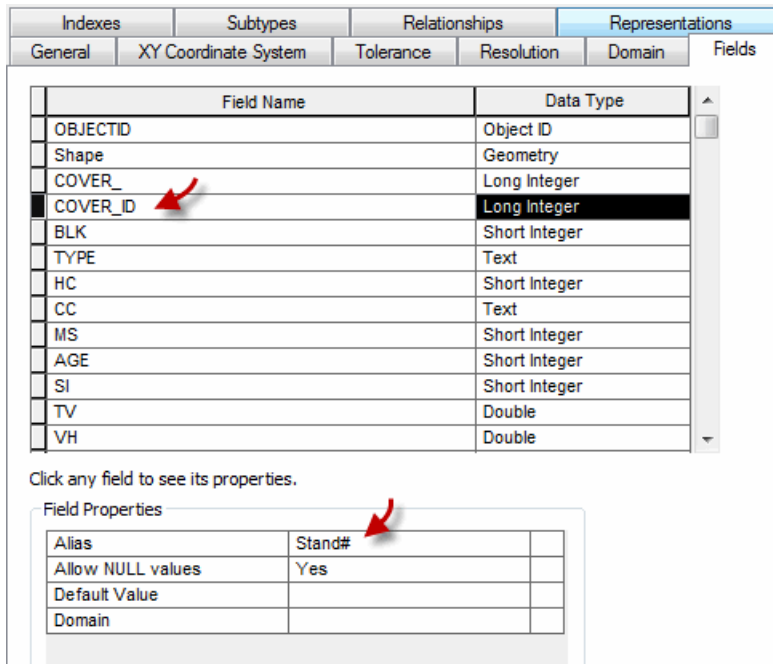 Indexes Subtypes Relationships Representations
General XY Coordinate System Tolerance Resolution Domain Fields
Field Name Data Type
OBJECTID Object ID
Shape Geometry
COVER_ Long Integer
COVER_ID Long Integer
BLK Short Integer
TYPE Text
HC Short Integer
CC Text
MS Short Integer
AGE Short Integer
SI Short Integer
TV Double
VH Double
Click any field to see its properties.
Field Properties
Alias Stand#
Allow NULL values Yes
Default Value
Domain